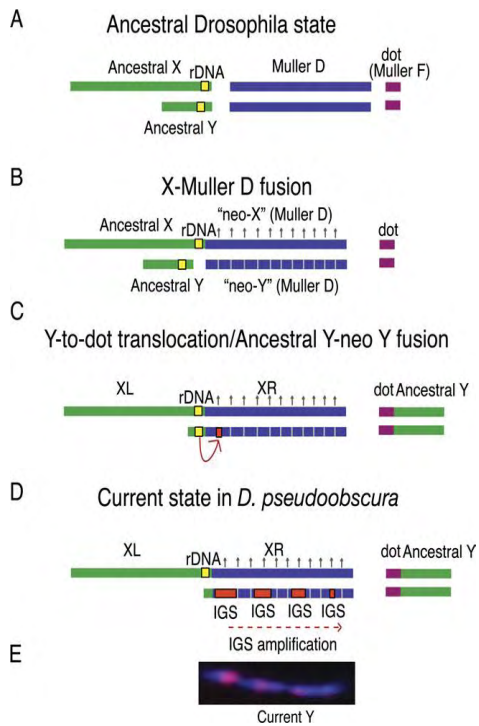 A
Ancestral Drosophila state
dot
Ancestral X rDNA Muller D (Muller F)
Ancestral Y
B
X-Muller D fusion
"neo-X" (Muller D)
Ancestral X rDNA dot
Ancestral Y "neo-Y" (Muller D)
C
Y-to-dot translocation/Ancestral Y-neo Y fusion
XL rDNA XR dot Ancestral Y
D
Current state in D. pseudoobscura
XL rDNA XR dot Ancestral Y
IGS IGS IGS IGS
IGS amplification
E
Current Y